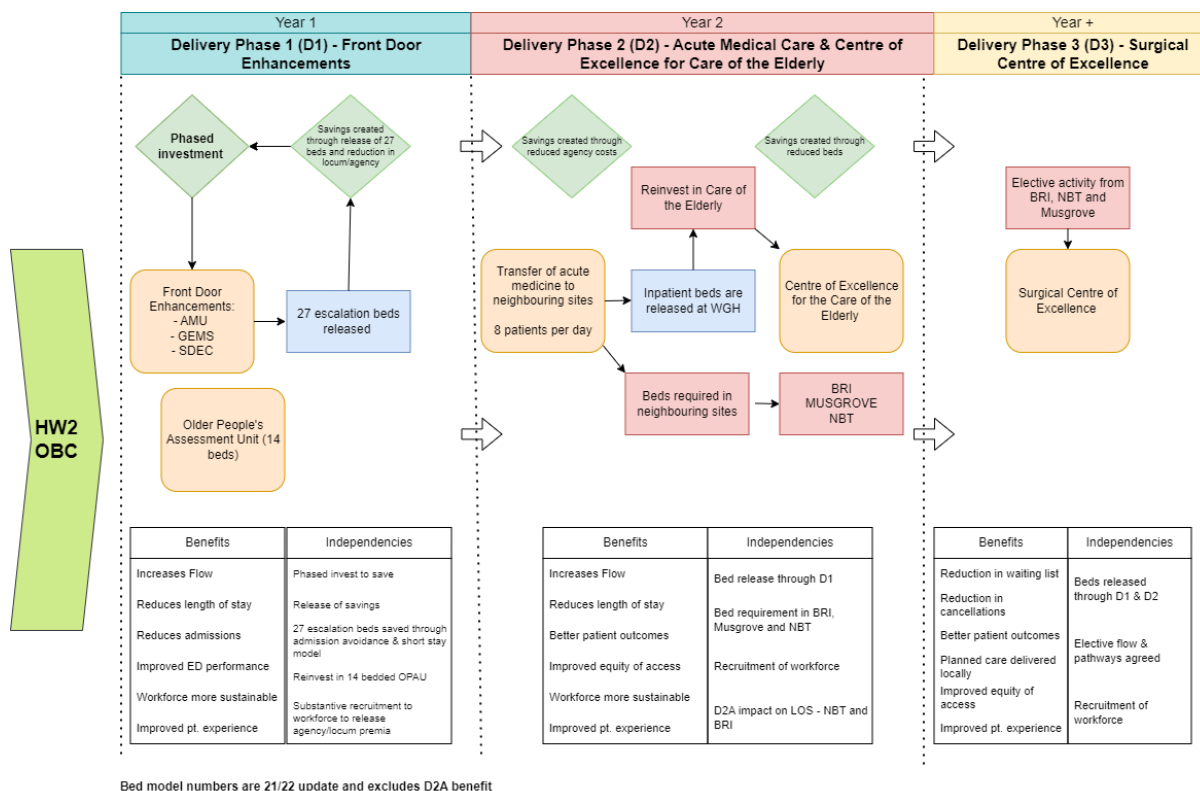 Year 1
Delivery Phase 1 (D1) - Front Door
Enhancements
Year 2
Delivery Phase 2 (D2) - Acute Medical Care & Centre of
Excellence for Care of the Elderly
Year +
Delivery Phase 3 (D3) - Surgical
Centre of Excellence
HW2
OBC
Phased
investment
Savings created
through release of 27
beds and reduction in
locum/agency
Front Door
Enhancements:
- AMU
- GEMS
- SDEC
27 escalation beds
released
Older People's
Assessment Unit (14
beds)
Savings created through
reduced agency costs
Savings created through
reduced beds
Reinvest in Care of
the Elderly
Transfer of acute
medicine to
neighbouring sites
8 patients per day
Inpatient beds are
released at WGH
Centre of Excellence
for the Care of the
Elderly
Beds required in
neighbouring sites
BRI
MUSGROVE
NBT
Elective activity from
BRI, NBT and
Musgrove
Surgical Centre of
Excellence
Benefits
Increases Flow
Reduces length of stay
Reduces admissions
Improved ED performance
Workforce more sustainable
Improved pt. experience
Independencies
Phased invest to save
Release of savings
27 escalation beds saved through
admission avoidance & short stay
model
Reinvest in 14 bedded OPAU
Substantive recruitment to
workforce to release
agency/locum premia
Benefits
Increases Flow
Reduces length of stay
Better patient outcomes
Improved equity of access
Workforce more sustainable
Improved pt. experience
Independencies
Bed release through D1
Bed requirement in BRI,
Musgrove and NBT
Recruitment of workforce
D2A impact on LOS - NBT and
BRI
Benefits
Reduction in waiting list
Reduction in
cancellations
Better patient outcomes
Planned care delivered
locally
Improved equity of
access
Improved pt. experience
Independencies
Beds released
through D1 & D2
Elective flow &
pathways agreed
Recruitment of
workforce
Bed model numbers are 21/22 update and excludes D2A benefit